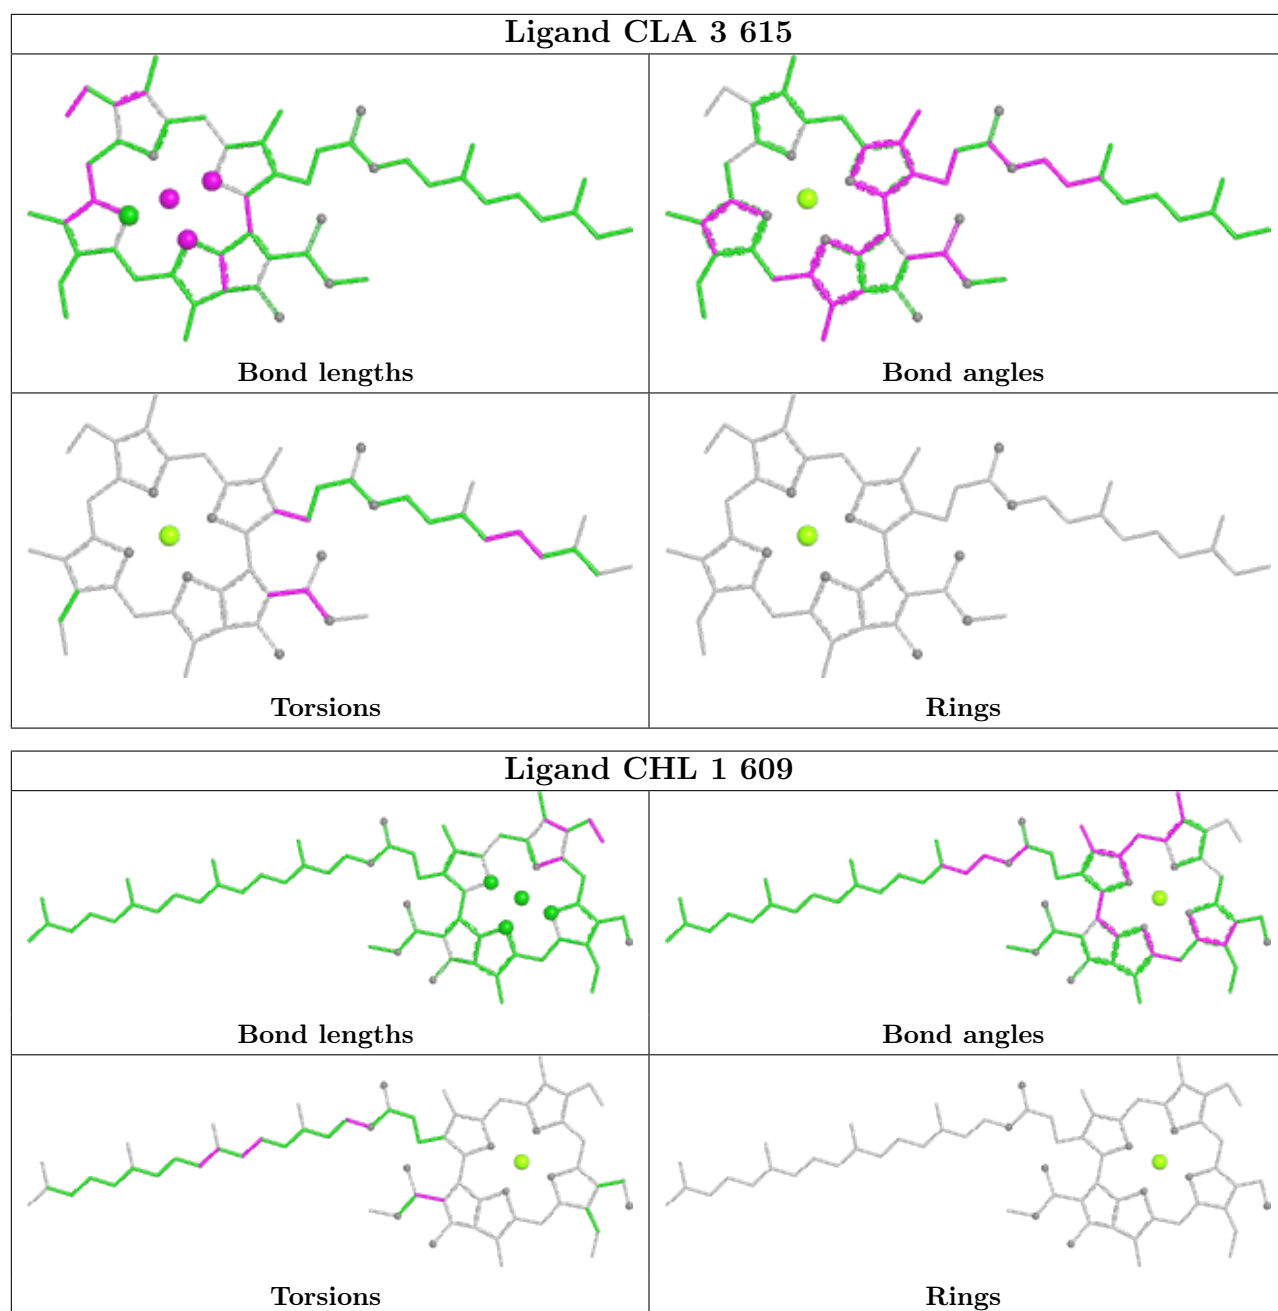 Ligand CLA 3 615
Bond lengths
Bond angles
Torsions
Rings
Ligand CHL 1 609
Bond lengths
Bond angles
Torsions
Rings